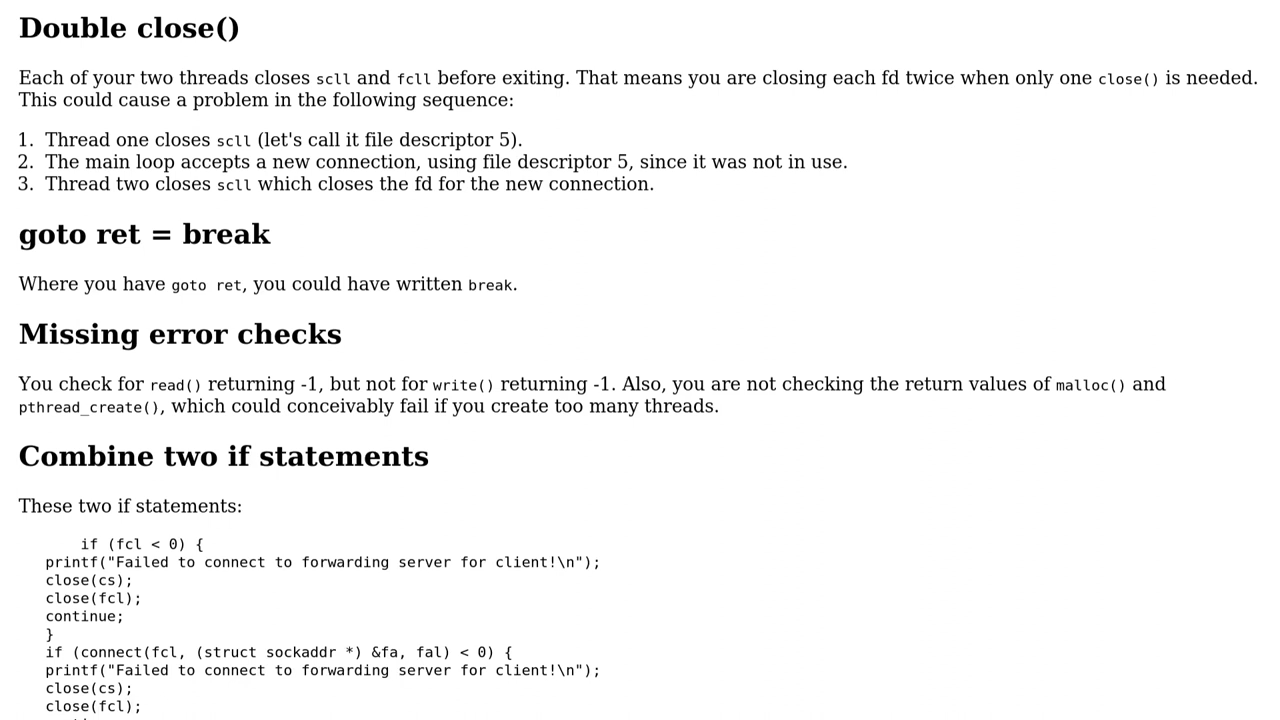 Double close()
Each of your two threads closes scll and fcll before exiting. That means you are closing each fd twice when only one close() is needed.
This could cause a problem in the following sequence:
1. Thread one closes scll (let's call it file descriptor 5).
2. The main loop accepts a new connection, using file descriptor 5, since it was not in use.
3. Thread two closes scll which closes the fd for the new connection.
goto ret = break
Where you have goto ret, you could have written break.
Missing error checks
You check for read() returning -1, but not for write() returning -1. Also, you are not checking the return values of malloc() and
pthread_create(), which could conceivably fail if you create too many threads.
Combine two if statements
These two if statements:
if (fcl < 0) {
printf("Failed to connect to forwarding server for client!\n");
close(cs);
close(fcl);
continue;
}
if (connect(fcl, (struct sockaddr *) &fa, fal) < 0) {
printf("Failed to connect to forwarding server for client!\n");
close(cs);
close(fcl);